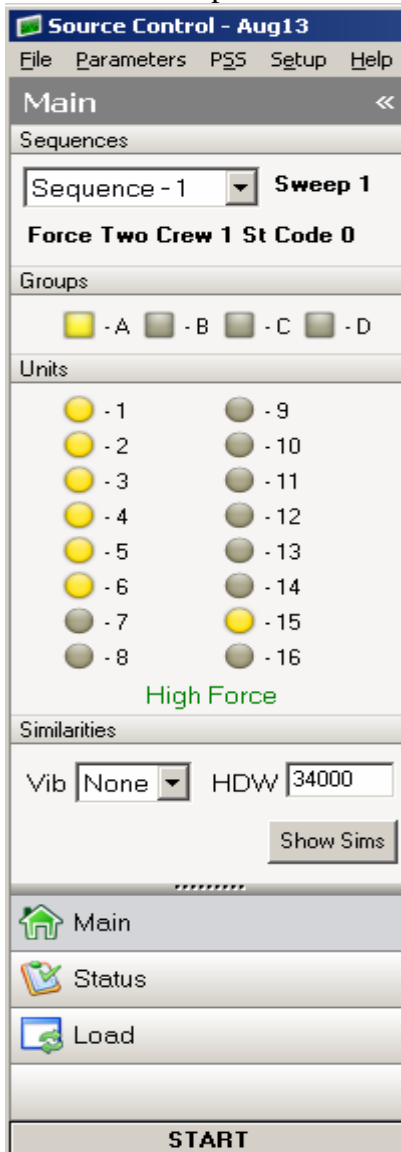 Source Control - Aug13
File Parameters PSS Setup Help
Main «
Sequences
Sequence - 1 Sweep 1
Force Two Crew 1 St Code 0
Groups
- A - B - C - D
Units
- 1 - 9
- 2 - 10
- 3 - 11
- 4 - 12
- 5 - 13
- 6 - 14
- 7 - 15
- 8 - 16
High Force
Similarities
Vib None HDW 34000
Show Sims
Main
Status
Load
START